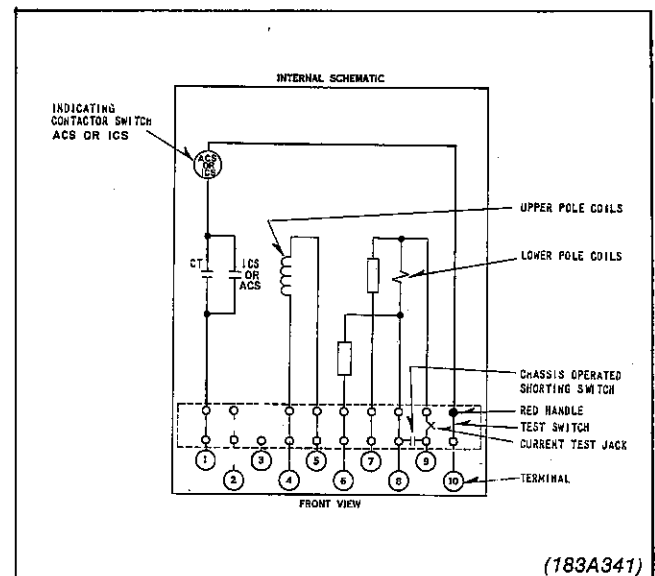 INTERNAL SCHEMATIC
INDICATING
CONTACTOR SWITCH
ACS OR ICS
ACS
OR
ICS
UPPER POLE COILS
LOWER POLE COILS
CT
ICS
OR
ACS
CHASSIS OPERATED
SHORTING SWITCH
RED HANDLE
TEST SWITCH
CURRENT TEST JACK
1
2
3
4
5
6
7
8
9
10
TERMINAL
FRONT VIEW
(183A341)